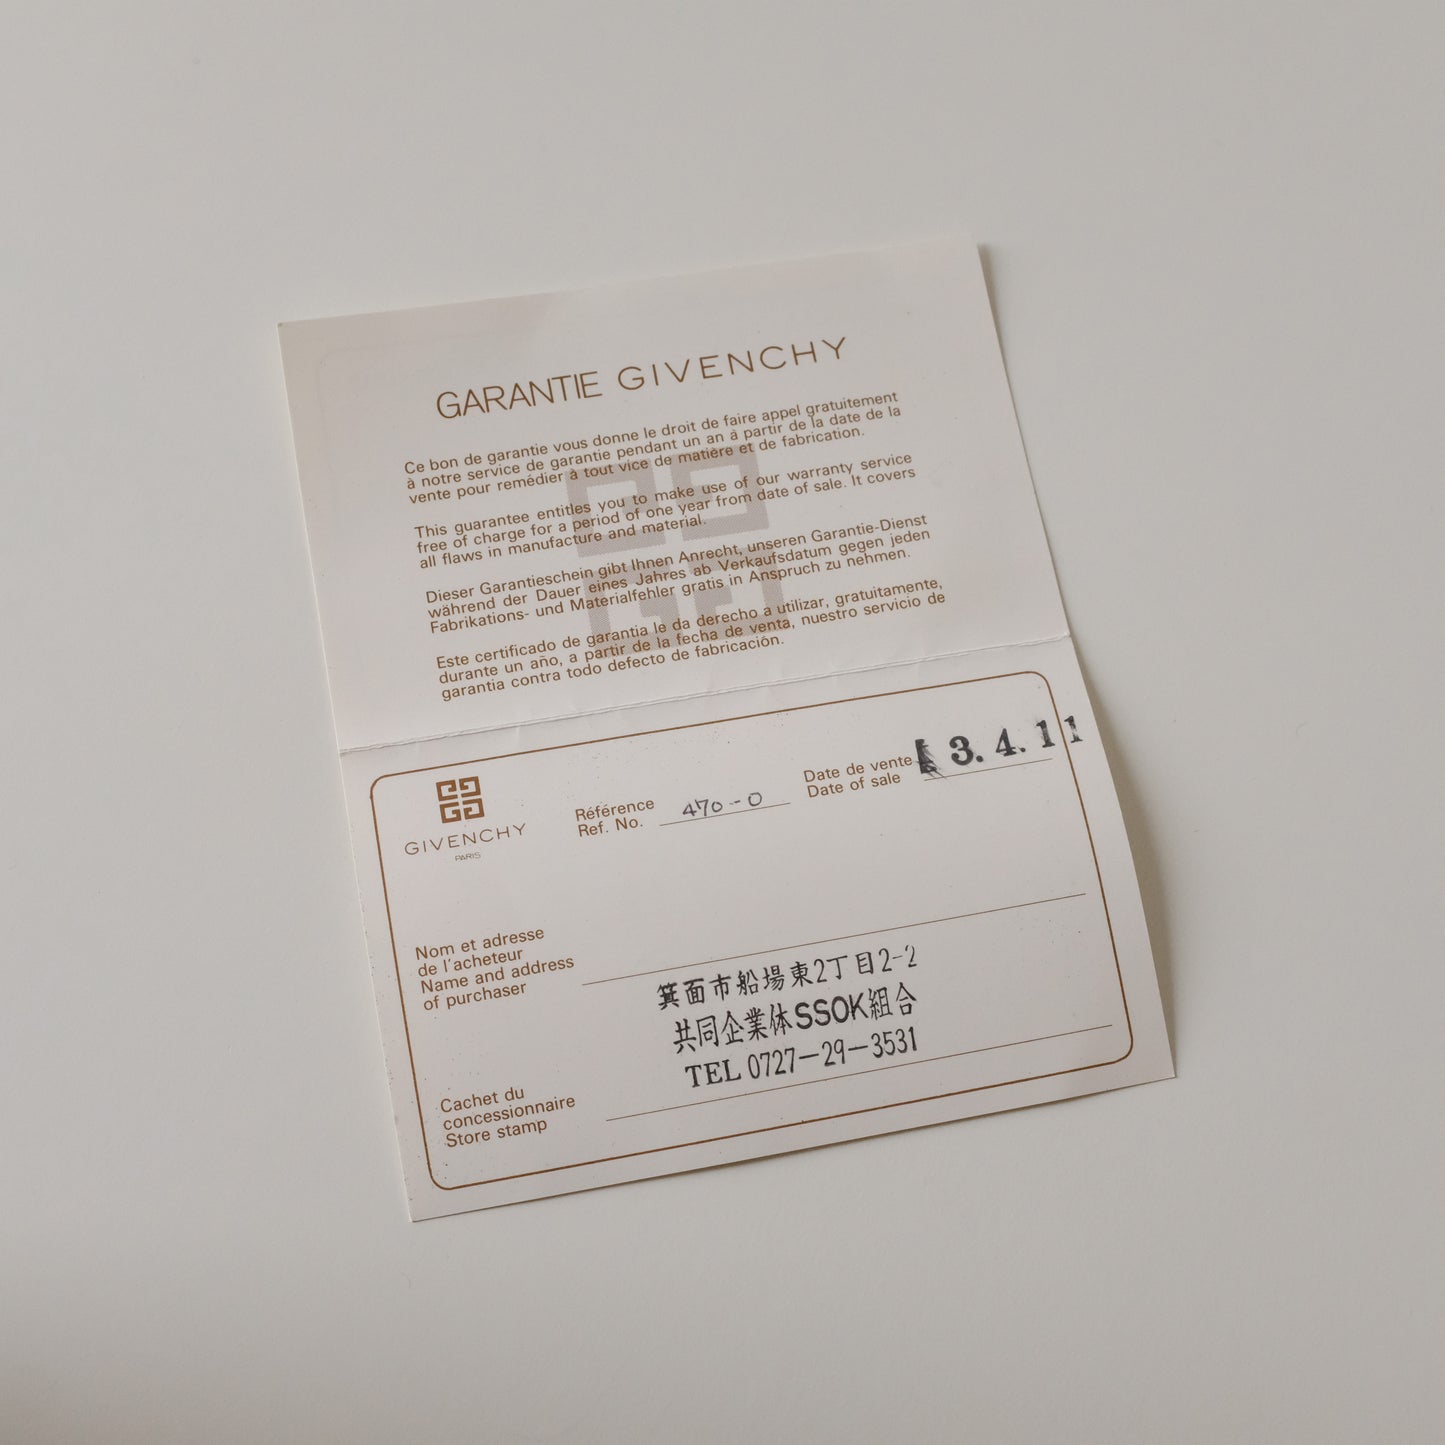 GARANTIE GIVENCHY
Ce bon de garantie vous donne le droit de faire appel gratuitement
à notre service de garantie pendant un an à partir de la date de la
vente pour remédier à tout vice de matière et de fabrication.
This guarantee entitles you to make use of our warranty service
free of charge for a period of one year from date of sale. It covers
all flaws in manufacture and material.
Dieser Garantieschein gibt Ihnen Anrecht, unseren Garantie-Dienst
während der Dauer eines Jahres ab Verkaufsdatum gegen jeden
Fabrikations- und Materialfehler gratis in Anspruch zu nehmen.
Este certificado de garantia le da derecho a utilizar, gratuitamente,
durante un año, a partir de la fecha de venta, nuestro servicio de
garantia contra todo defecto de fabricación.
GIVENCHY
PARIS
Référence
Ref. No.
470-0
Date de vente
Date of sale
3. 4. 11
Nom et adresse
de l'acheteur
Name and address
of purchaser
箕面市船場東2丁目2-2
共同企業体SSOK組合
TEL 0727-29-3531
Cachet du
concessionnaire
Store stamp